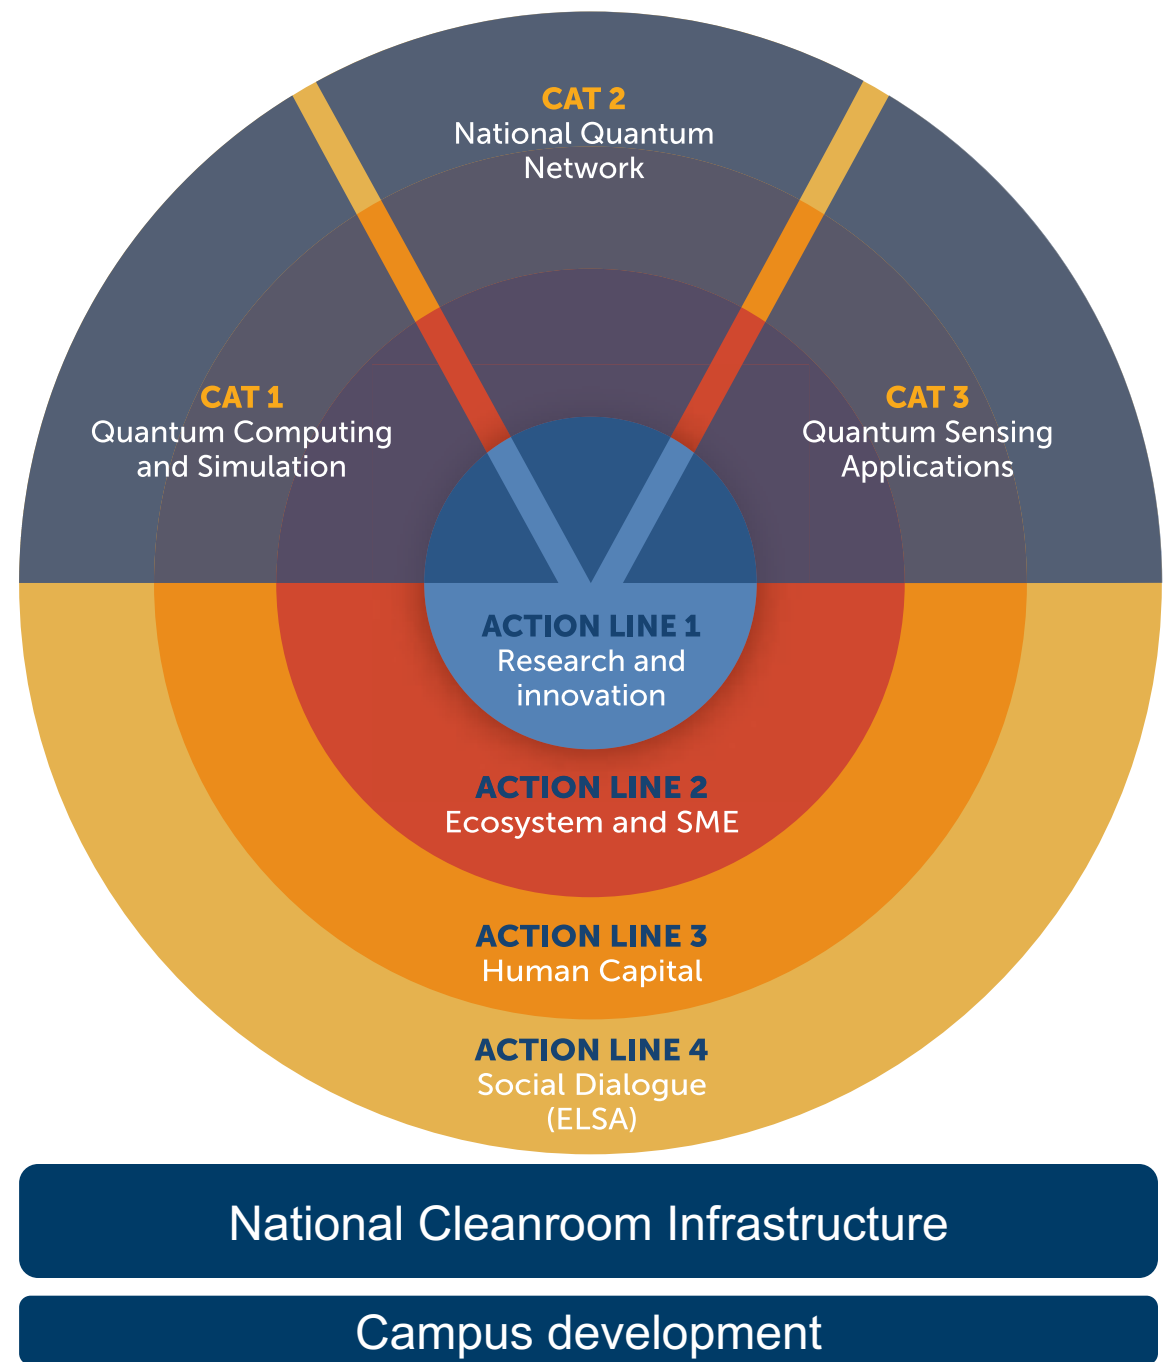 CAT 2
National Quantum
Network
CAT 1
Quantum Computing
and Simulation
CAT 3
Quantum Sensing
Applications
ACTION LINE 1
Research and
innovation
ACTION LINE 2
Ecosystem and SME
ACTION LINE 3
Human Capital
ACTION LINE 4
Social Dialogue
(ELSA)
National Cleanroom Infrastructure
Campus development